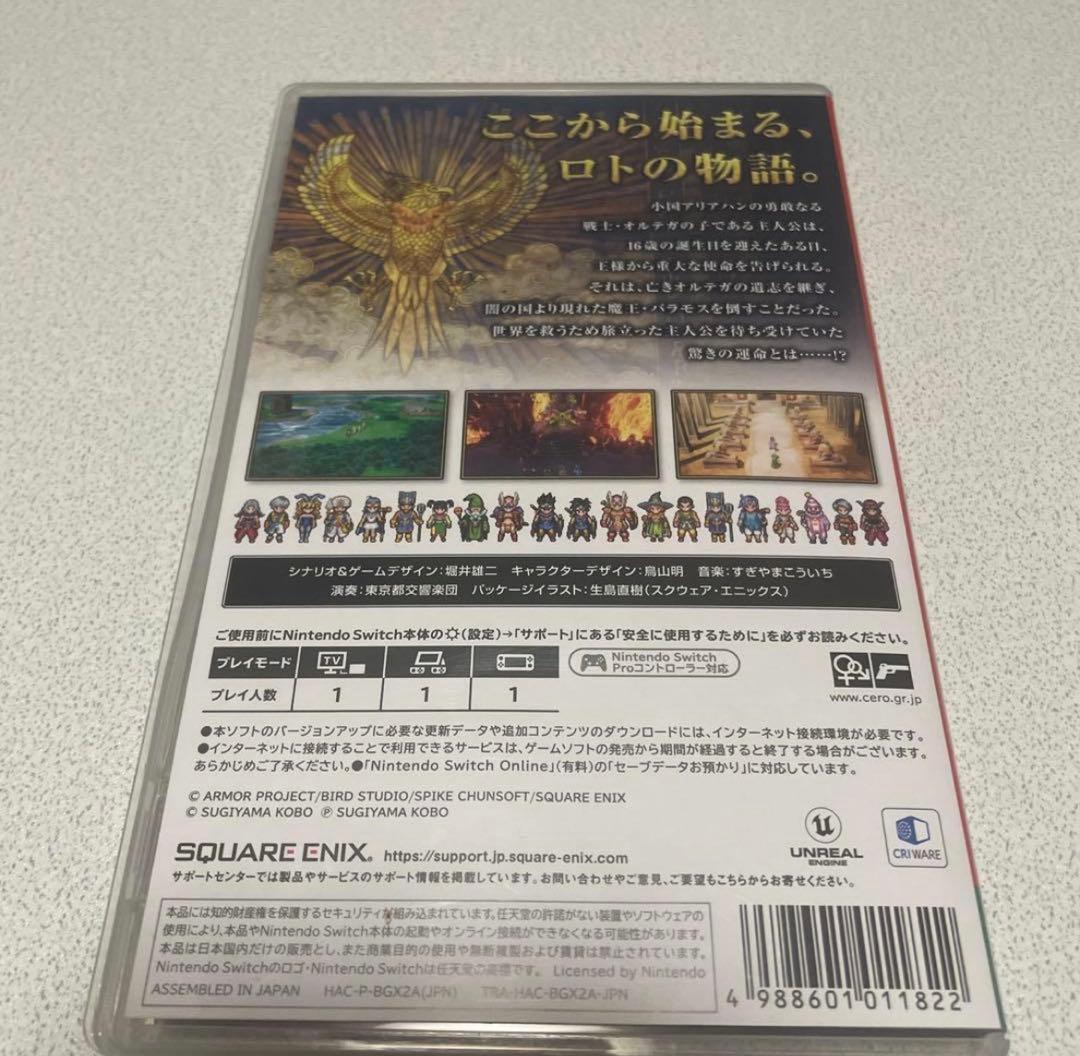 ここから始まる、
ロトの物語。
小国アリアハンの勇敢なる
戦士・オルテガの子である主人公は、
16歳の誕生日を迎えたある日、
王様から重大な使命を告げられる。
それは、亡きオルテガの遺志を継ぎ、
闇の国より現れた魔王・バラモスを倒すことだった。
世界を救うため旅立った主人公を待ち受けていた
驚きの運命とは……!?
シナリオ&ゲームデザイン:堀井雄二 キャラクターデザイン:鳥山明 音楽:すぎやまこういち
演奏:東京都交響楽団 パッケージイラスト:生島直樹(スクウェア・エニックス)
ご使用前にNintendo Switch本体の(設定)→「サポート」にある「安全に使用するために」を必ずお読みください。
プレイモード TV
プレイ人数 1 1 1
Nintendo Switch
Proコントローラー対応
www.cero.gr.jp
●本ソフトのバージョンアップに必要な更新データや追加コンテンツのダウンロードには、インターネット接続環境が必要です。
●インターネットに接続することで利用できるサービスは、ゲームソフトの発売から期間が経過すると終了する場合がございます。
あらかじめご了承ください。●「Nintendo Switch Online」(有料)の「セーブデータお預かり」に対応しています。
© ARMOR PROJECT/BIRD STUDIO/SPIKE CHUNSOFT/SQUARE ENIX
© SUGIYAMA KOBO ℗ SUGIYAMA KOBO
UNREAL
ENGINE
CRIWARE
SQUARE ENIX. https://support.jp.square-enix.com
サポートセンターでは製品やサービスのサポート情報を掲載しています。お問い合わせやご意見、ご要望もこちらからお寄せください。
本品には知的財産権を保護するセキュリティが組み込まれています。任天堂の許諾がない装置やソフトウェアの
使用により、本品やNintendo Switch本体の起動やオンライン接続ができなくなる可能性があります。
本品は日本国内だけの販売とし、また商業目的の使用や無断複製および賃貸は禁止されています。
Nintendo Switchのロゴ・Nintendo Switchは任天堂の商標です。 Licensed by Nintendo
ASSEMBLED IN JAPAN HAC-P-BGX2A(JPN) TRA-HAC-BGX2A-JPN
4 988601 011822